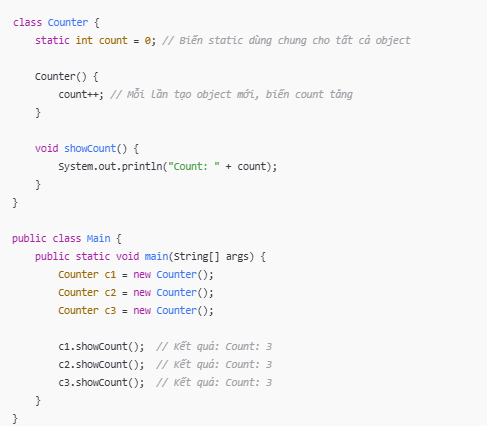 class Counter {
    static int count = 0; // Biến static dùng chung cho tất cả object

    Counter() {
        count++; // Mỗi lần tạo object mới, biến count tăng
    }

    void showCount() {
        System.out.println("Count: " + count);
    }
}

public class Main {
    public static void main(String[] args) {
        Counter c1 = new Counter();
        Counter c2 = new Counter();
        Counter c3 = new Counter();

        c1.showCount();  // Kết quả: Count: 3
        c2.showCount();  // Kết quả: Count: 3
        c3.showCount();  // Kết quả: Count: 3
    }
}